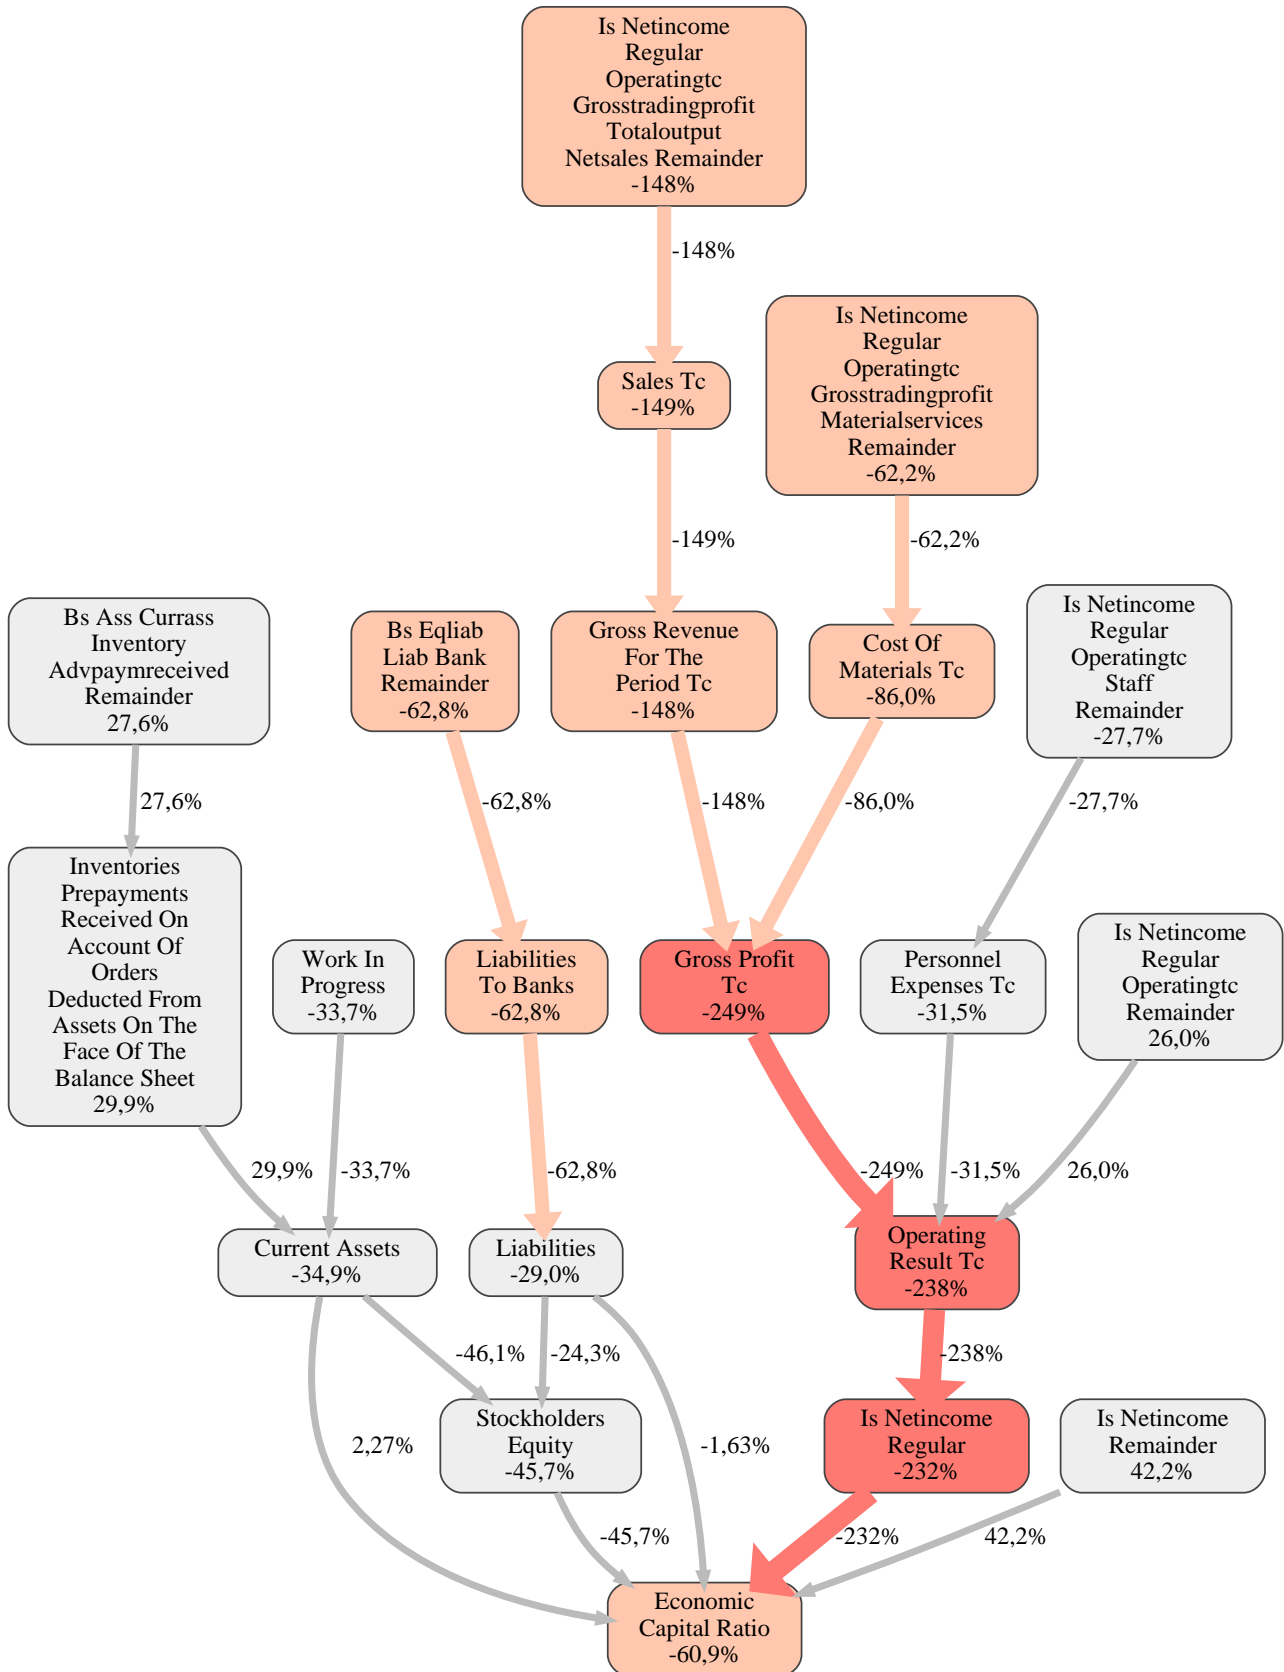 Is Netincome
Regular
Operatingtc
Grosstradingprofit
Totaloutput
Netsales Remainder
-148%
-148%
Is Netincome
Regular
Operatingtc
Grosstradingprofit
Materialservices
Remainder
-62,2%
Sales Tc
-149%
-149%
-62,2%
Bs Ass Currass
Inventory
Advpaymreceived
Remainder
27,6%
Bs Eqliab
Liab Bank
Remainder
-62,8%
Gross Revenue
For The
Period Tc
-148%
Cost Of
Materials Tc
-86,0%
Is Netincome
Regular
Operatingtc
Staff
Remainder
-27,7%
27,6%
-62,8%
-148%
-86,0%
-27,7%
Inventories
Prepayments
Received On
Account Of
Orders
Deducted From
Assets On The
Face Of The
Balance Sheet
29,9%
Work In
Progress
-33,7%
Liabilities
To Banks
-62,8%
Gross Profit
Tc
-249%
Personnel
Expenses Tc
-31,5%
Is Netincome
Regular
Operatingtc
Remainder
26,0%
29,9%
-33,7%
-62,8%
-249%
-31,5%
26,0%
Current Assets
-34,9%
Liabilities
-29,0%
Operating
Result Tc
-238%
-46,1%
-24,3%
-238%
Stockholders
Equity
-45,7%
Is Netincome
Regular
-232%
Is Netincome
Remainder
42,2%
2,27%
-1,63%
-45,7%
-232%
42,2%
Economic
Capital Ratio
-60,9%